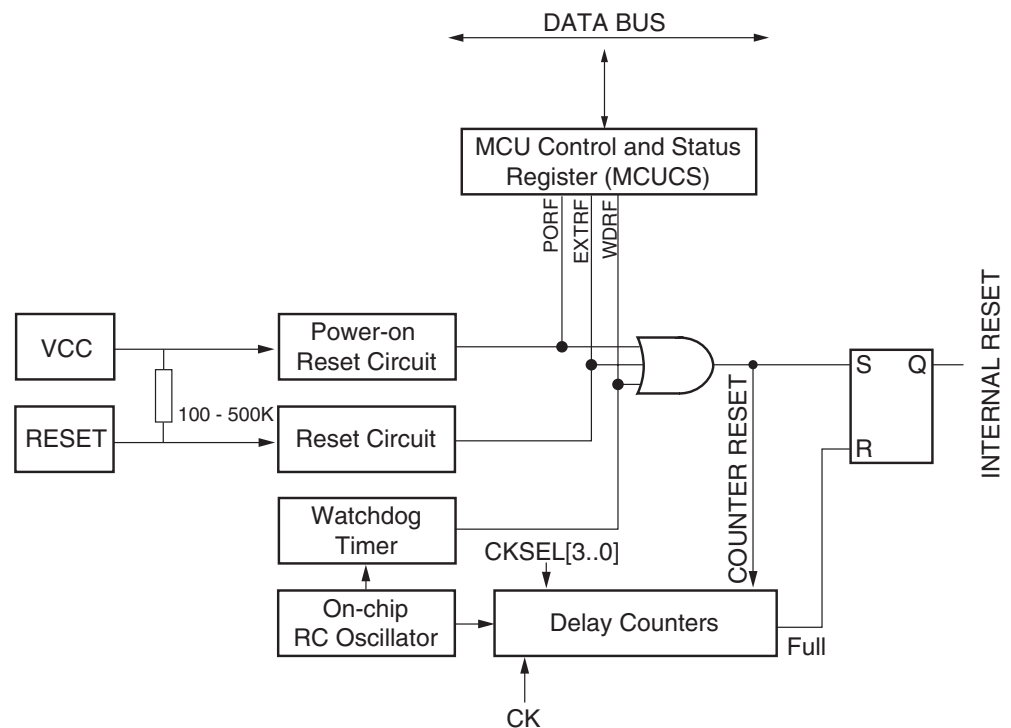 DATA BUS
MCU Control and Status
Register (MCUCS)
PORF
EXTRF
WDRF
VCC
Power-on
Reset Circuit
100 - 500K
RESET
Reset Circuit
Watchdog
Timer
CKSEL[3..0]
On-chip
RC Oscillator
Delay Counters
CK
COUNTER RESET
Full
S
Q
R
INTERNAL RESET